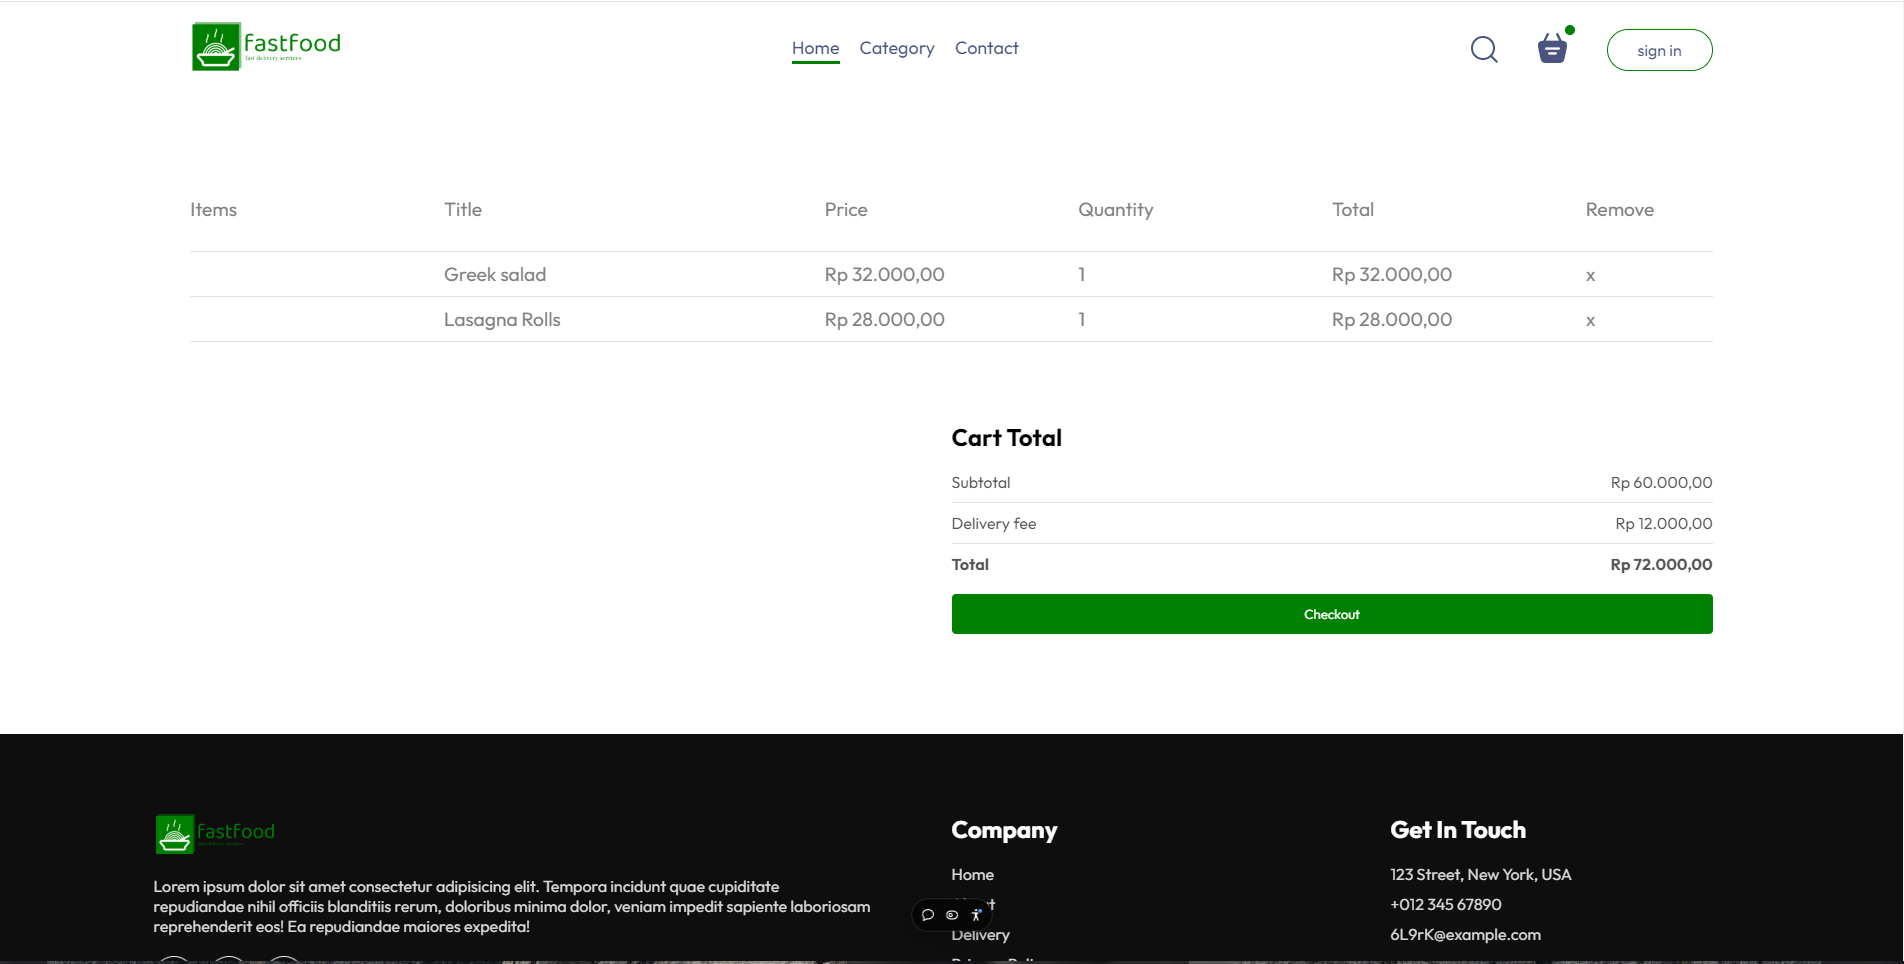 fastfood
fast delivery services
Home Category Contact
sign in
Items Title Price Quantity Total Remove
Greek salad Rp 32.000,00 1 Rp 32.000,00 x
Lasagna Rolls Rp 28.000,00 1 Rp 28.000,00 x
Cart Total
Subtotal Rp 60.000,00
Delivery fee Rp 12.000,00
Total Rp 72.000,00
Checkout
fastfood
Company
Get In Touch
Lorem ipsum dolor sit amet consectetur adipisicing elit. Tempora incidunt quae cupiditate
repudiandae nihil officiis blanditiis rerum, doloribus minima dolor, veniam impedit sapiente laboriosam
reprehenderit eos! Ea repudiandae maiores expedita!
Home
Delivery
123 Street, New York, USA
+012 345 67890
6L9rK@example.com